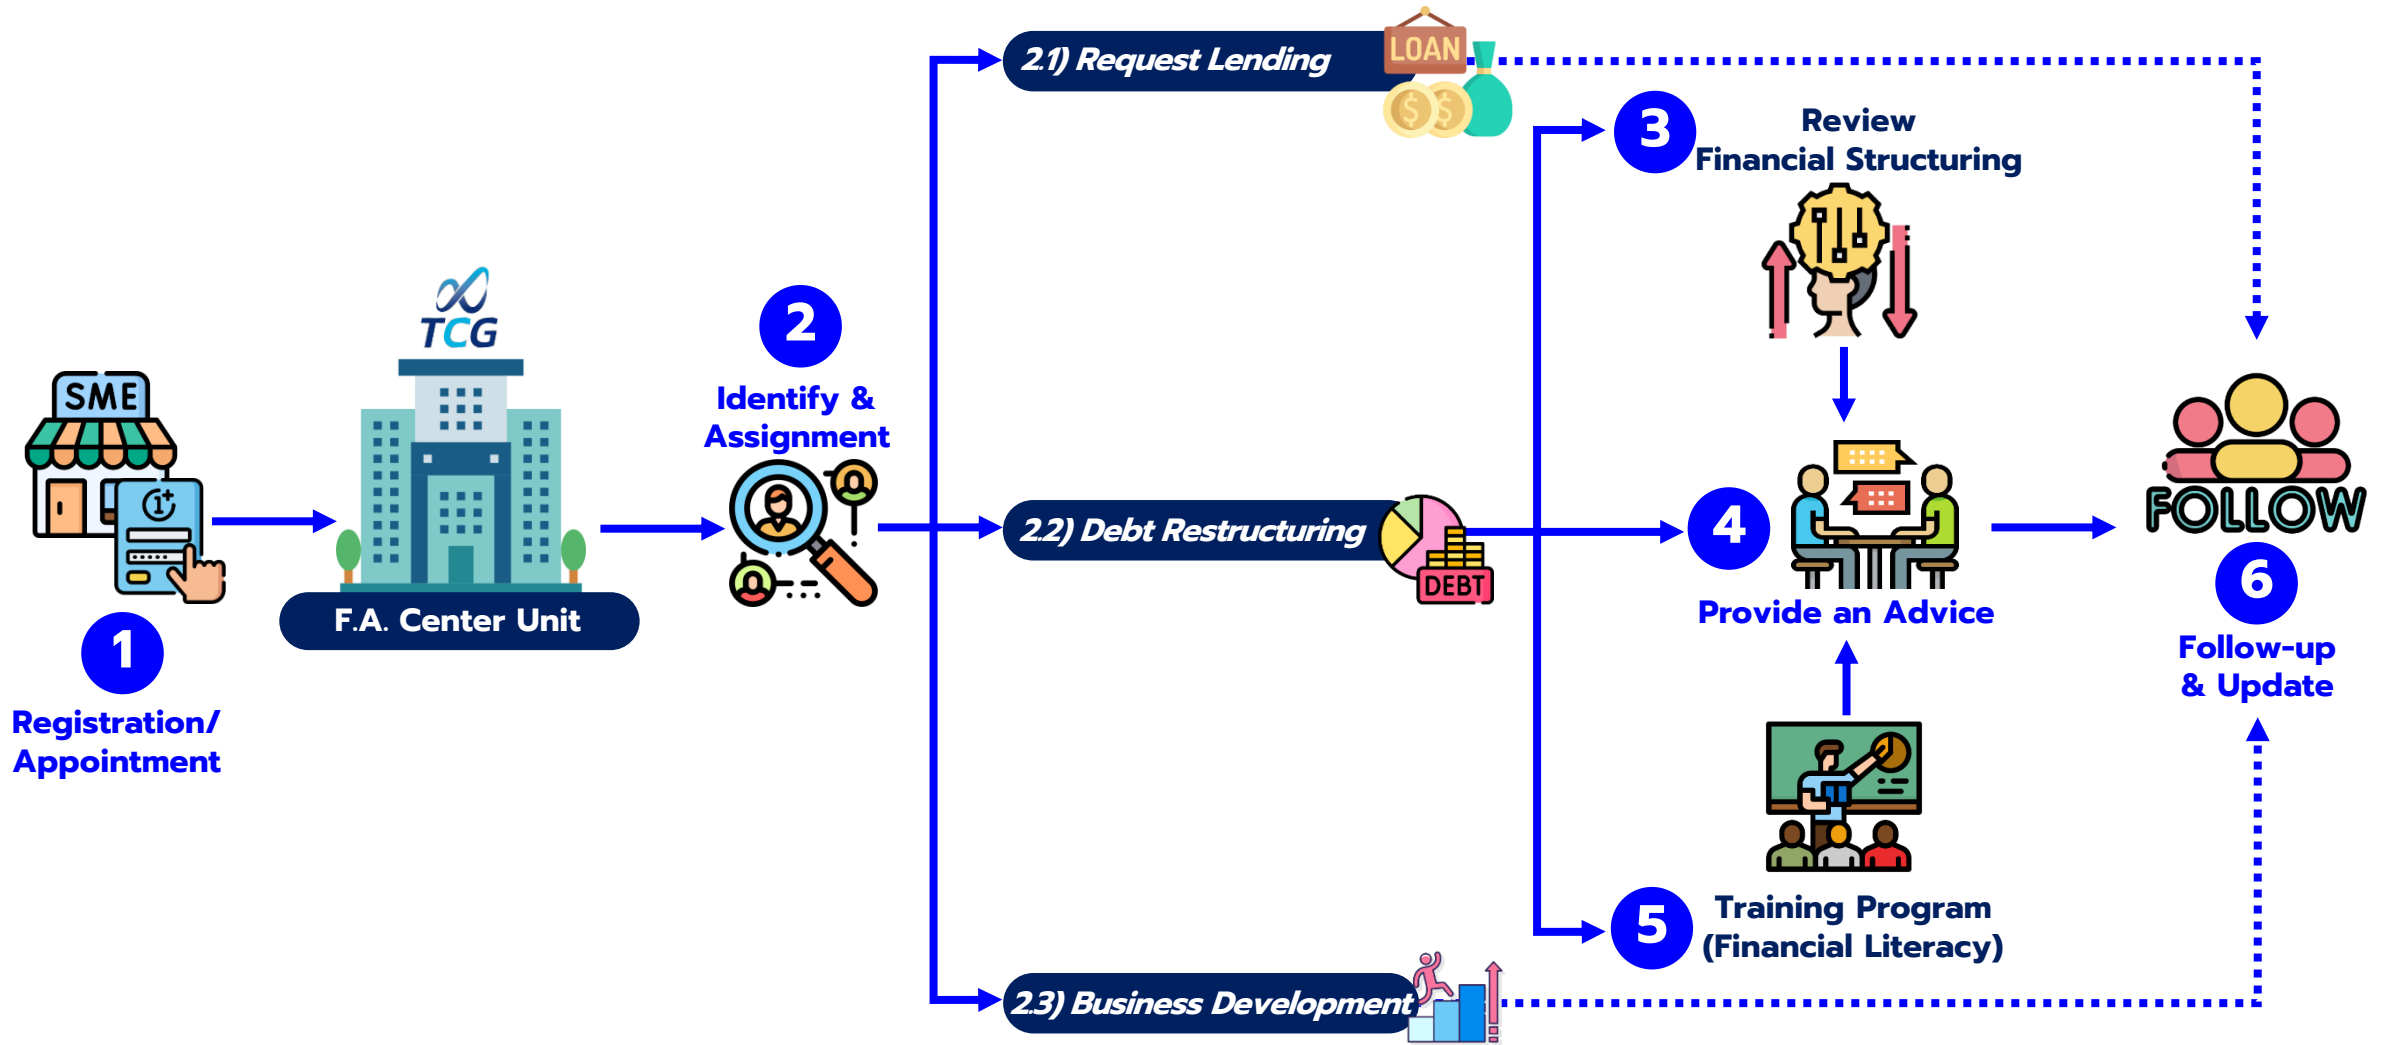 SME
1
Registration/
Appointment
TCG
F.A. Center Unit
2
Identify &
Assignment
2.1) Request Lending
LOAN
$ $
2.2) Debt Restructuring
DEBT
2.3) Business Development
3
Review
Financial Structuring
4
Provide an Advice
5
Training Program
(Financial Literacy)
FOLLOW
6
Follow-up
& Update